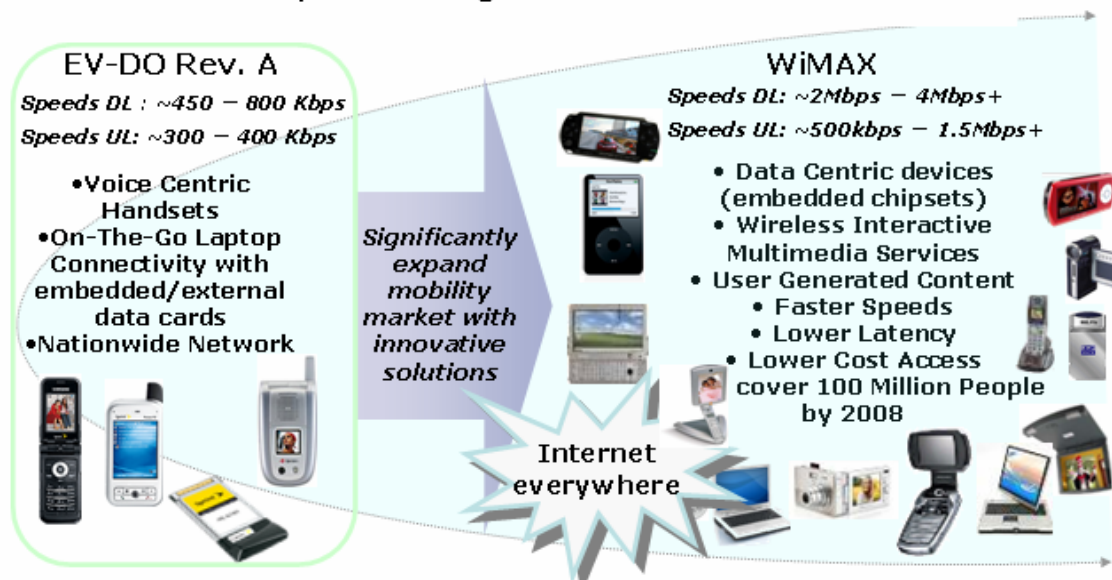 EV-DO Rev. A
Speeds DL : ~450 – 800 Kbps
Speeds UL: ~300 – 400 Kbps
•Voice Centric
Handsets
•On-The-Go Laptop
Connectivity with
embedded/external
data cards
•Nationwide Network
Significantly
expand
mobility
market with
innovative
solutions
Internet
everywhere
WiMAX
Speeds DL: ~2Mbps – 4Mbps+
Speeds UL: ~500kbps – 1.5Mbps+
• Data Centric devices
(embedded chipsets)
• Wireless Interactive
Multimedia Services
• User Generated Content
• Faster Speeds
• Lower Latency
• Lower Cost Access
cover 100 Million People
by 2008